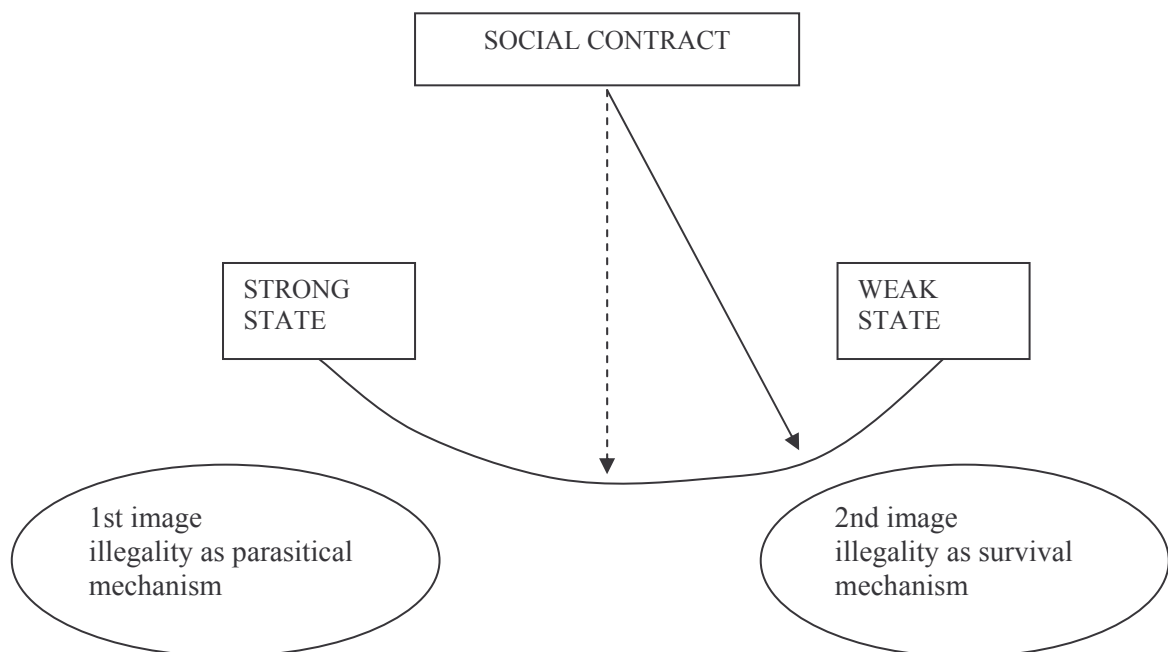 SOCIAL CONTRACT
STRONG
STATE
WEAK
STATE
1st image
illegality as parasitical
mechanism
2nd image
illegality as survival
mechanism